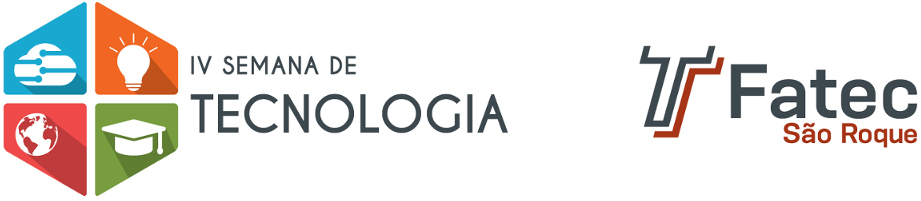 IV SEMANA DE
TECNOLOGIA
Fatec
São Roque